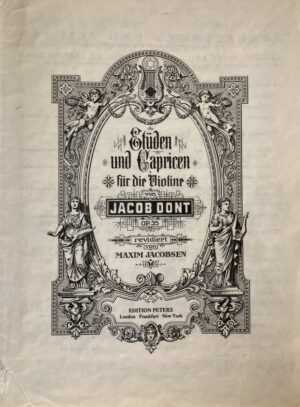 Etüden
und Capricen
für die Violine
von
JACOB DONT
OP. 35
revidiert
von
MAXIM JACOBSEN
EDITION PETERS
London Frankfurt New York